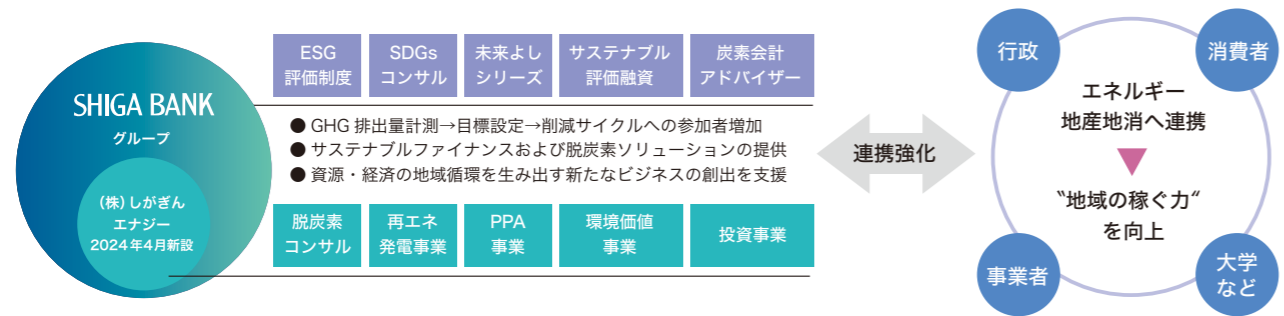 SHIGA BANK
グループ
(株)しがぎん
エナジー
2024年4月新設
ESG
評価制度
SDGs
コンサル
未来よし
シリーズ
サステナブル
評価融資
炭素会計
アドバイザー
● GHG 排出量計測→目標設定→削減サイクルへの参加者増加
● サステナブルファイナンスおよび脱炭素ソリューションの提供
● 資源・経済の地域循環を生み出す新たなビジネスの創出を支援
脱炭素
コンサル
再エネ
発電事業
PPA
事業
環境価値
事業
投資事業
連携強化
行政
消費者
エネルギー
地産地消へ連携
▼
〝地域の稼ぐ力〟
を向上
事業者
大学
など